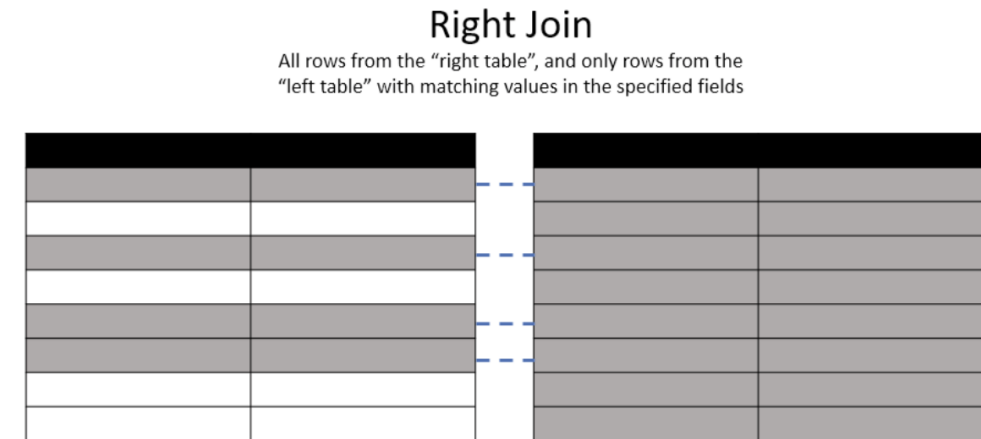 Right Join
All rows from the “right table”, and only rows from the
“left table” with matching values in the specified fields